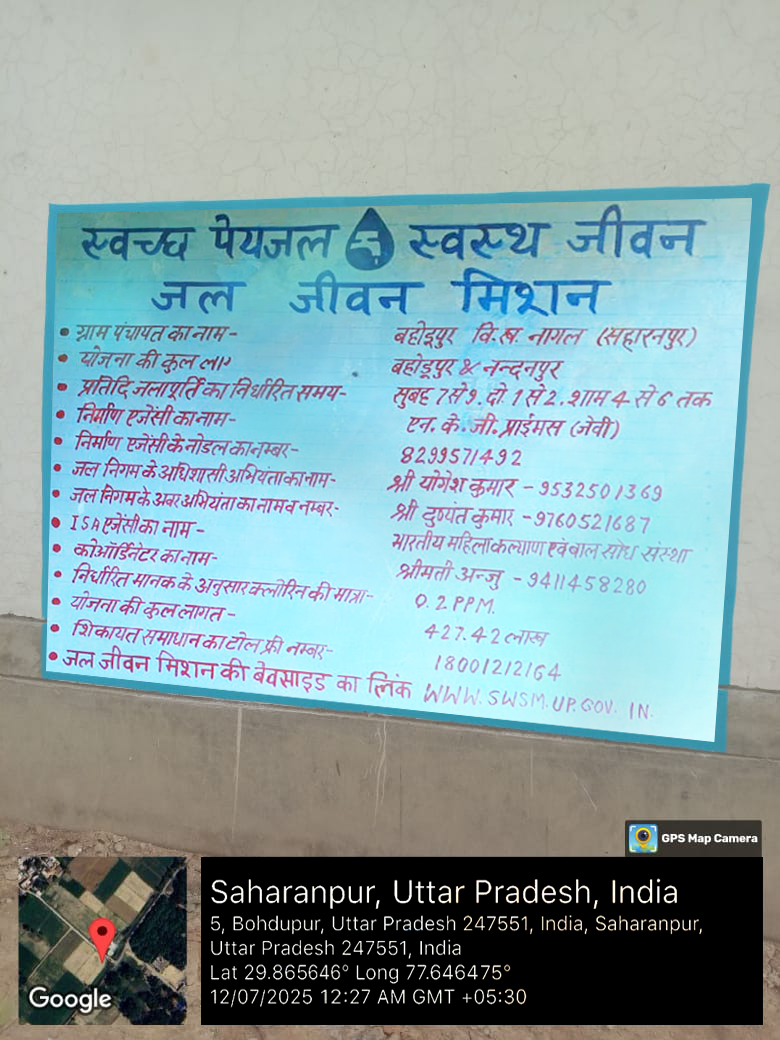 स्वच्छ पेयजल स्वस्थ जीवन
जल जीवन मिशन
• ग्राम पंचायत का नाम - बहोड़पुर वि.ख. नागल (सहारनपुर)
• योजना की कुल ला बहोड़पुर & नन्दनपुर
• प्रतिदि जलापूर्ति का निर्धारित समय- सुबह 7 से 9. दो. 1 से 2. शाम 4 से 6 तक
• निर्माण एजेंसी का नाम- एन. के. जी. प्राईमस (जेवी)
• निर्माण एजेंसी के नोडल का नम्बर- 8299571492
• जल निगम के अधिशासी अभियंता का नाम- श्री योगेश कुमार - 9532501369
• जल निगम के अवर अभियंता का नाम व नम्बर- श्री दुष्यंत कुमार - 9760521687
• ISA एजेंसी का नाम - भारतीय महिला कल्याण एवं बाल सोध संस्था
• कोऑर्डिनेटर का नाम- श्रीमती अन्जु - 9411458280
• निर्धारित मानक के अनुसार क्लोरिन की मात्रा- 0.2 PPM.
• योजना की कुल लागत - 427.42 लाख
• शिकायत समाधान का टोल फ्री नम्बर- 18001212164
• जल जीवन मिशन की बेवसाइड का लिंक WWW.SWSM.UP.GOV. IN.
GPS Map Camera
Saharanpur, Uttar Pradesh, India
5, Bohdupur, Uttar Pradesh 247551, India, Saharanpur,
Uttar Pradesh 247551, India
Lat 29.865646° Long 77.646475°
12/07/2025 12:27 AM GMT +05:30
Google